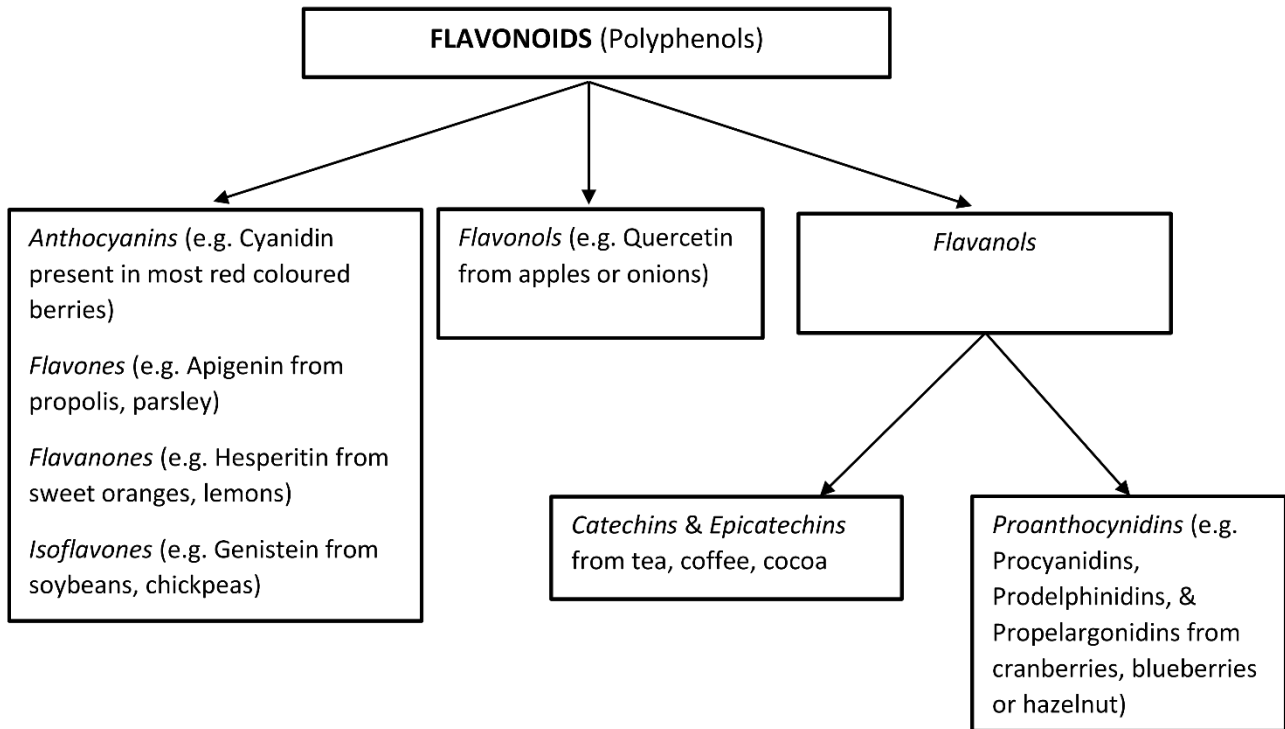 FLAVONOIDS (Polyphenols)
Anthocyanins (e.g. Cyanidin
present in most red coloured
berries)
Flavones (e.g. Apigenin from
propolis, parsley)
Flavanones (e.g. Hesperitin from
sweet oranges, lemons)
Isoflavones (e.g. Genistein from
soybeans, chickpeas)
Flavonols (e.g. Quercetin
from apples or onions)
Flavanols
Catechins & Epicatechins
from tea, coffee, cocoa
Proanthocynidins (e.g.
Procyanidins,
Prodelphinidins, &
Propelargonidins from
cranberries, blueberries
or hazelnut)